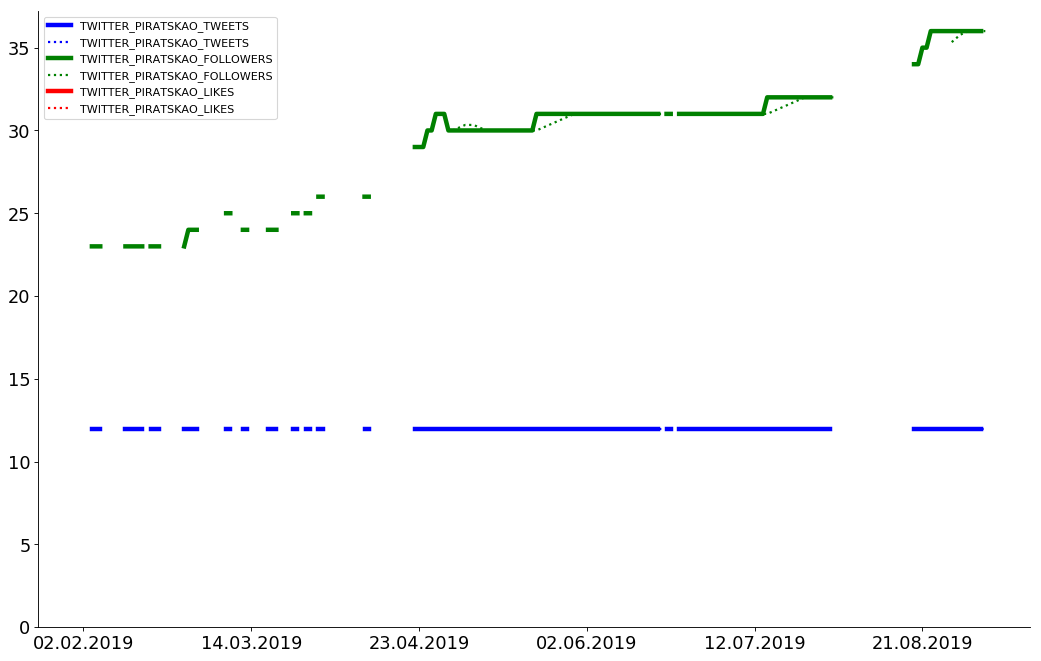 TWITTER_PIRATSKAO_TWEETS
TWITTER_PIRATSKAO_TWEETS
TWITTER_PIRATSKAO_FOLLOWERS
TWITTER_PIRATSKAO_FOLLOWERS
TWITTER_PIRATSKAO_LIKES
TWITTER_PIRATSKAO_LIKES
35
30
25
20
15
10
5
0
02.02.2019 14.03.2019 23.04.2019 02.06.2019 12.07.2019 21.08.2019